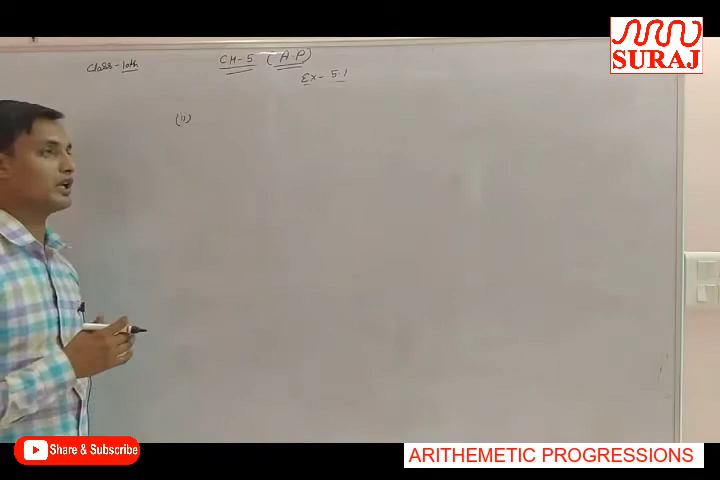 Class-10th
CH-5 (A.P)
Ex-5.1
(ii)
SURAJ
Share & Subscribe
ARITHEMETIC PROGRESSIONS